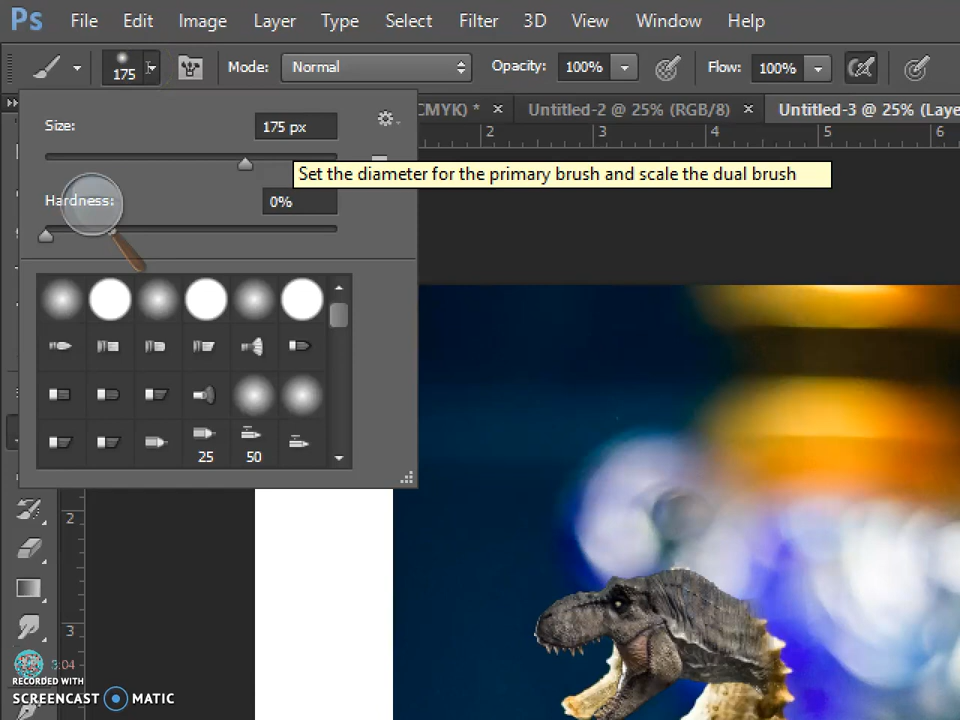 Ps File Edit Image Layer Type Select Filter 3D View Window Help
175 Mode: Normal Opacity: 100% Flow: 100%
CMYK) * × Untitled-2 @ 25% (RGB/8) × Untitled-3 @ 25% (Laye
Size: 175 px
2 3 4 5 6
Set the diameter for the primary brush and scale the dual brush
Hardness: 0%
25 50
2
3
3:04
RECORDED WITH
SCREENCAST MATIC